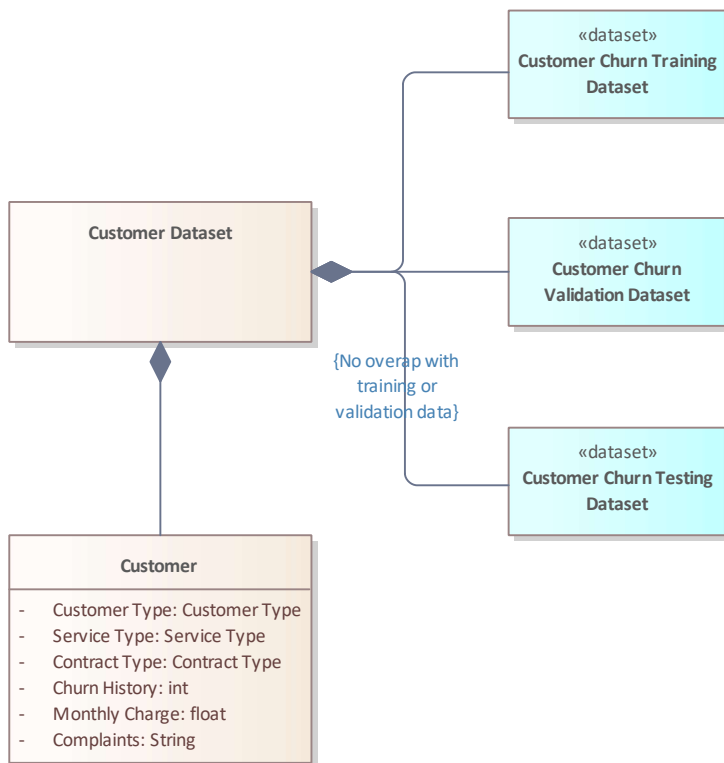 «dataset»
Customer Churn Training
Dataset
Customer Dataset
«dataset»
Customer Churn
Validation Dataset
{No overap with
training or
validation data}
«dataset»
Customer Churn Testing
Dataset
Customer
- Customer Type: Customer Type
- Service Type: Service Type
- Contract Type: Contract Type
- Churn History: int
- Monthly Charge: float
- Complaints: String